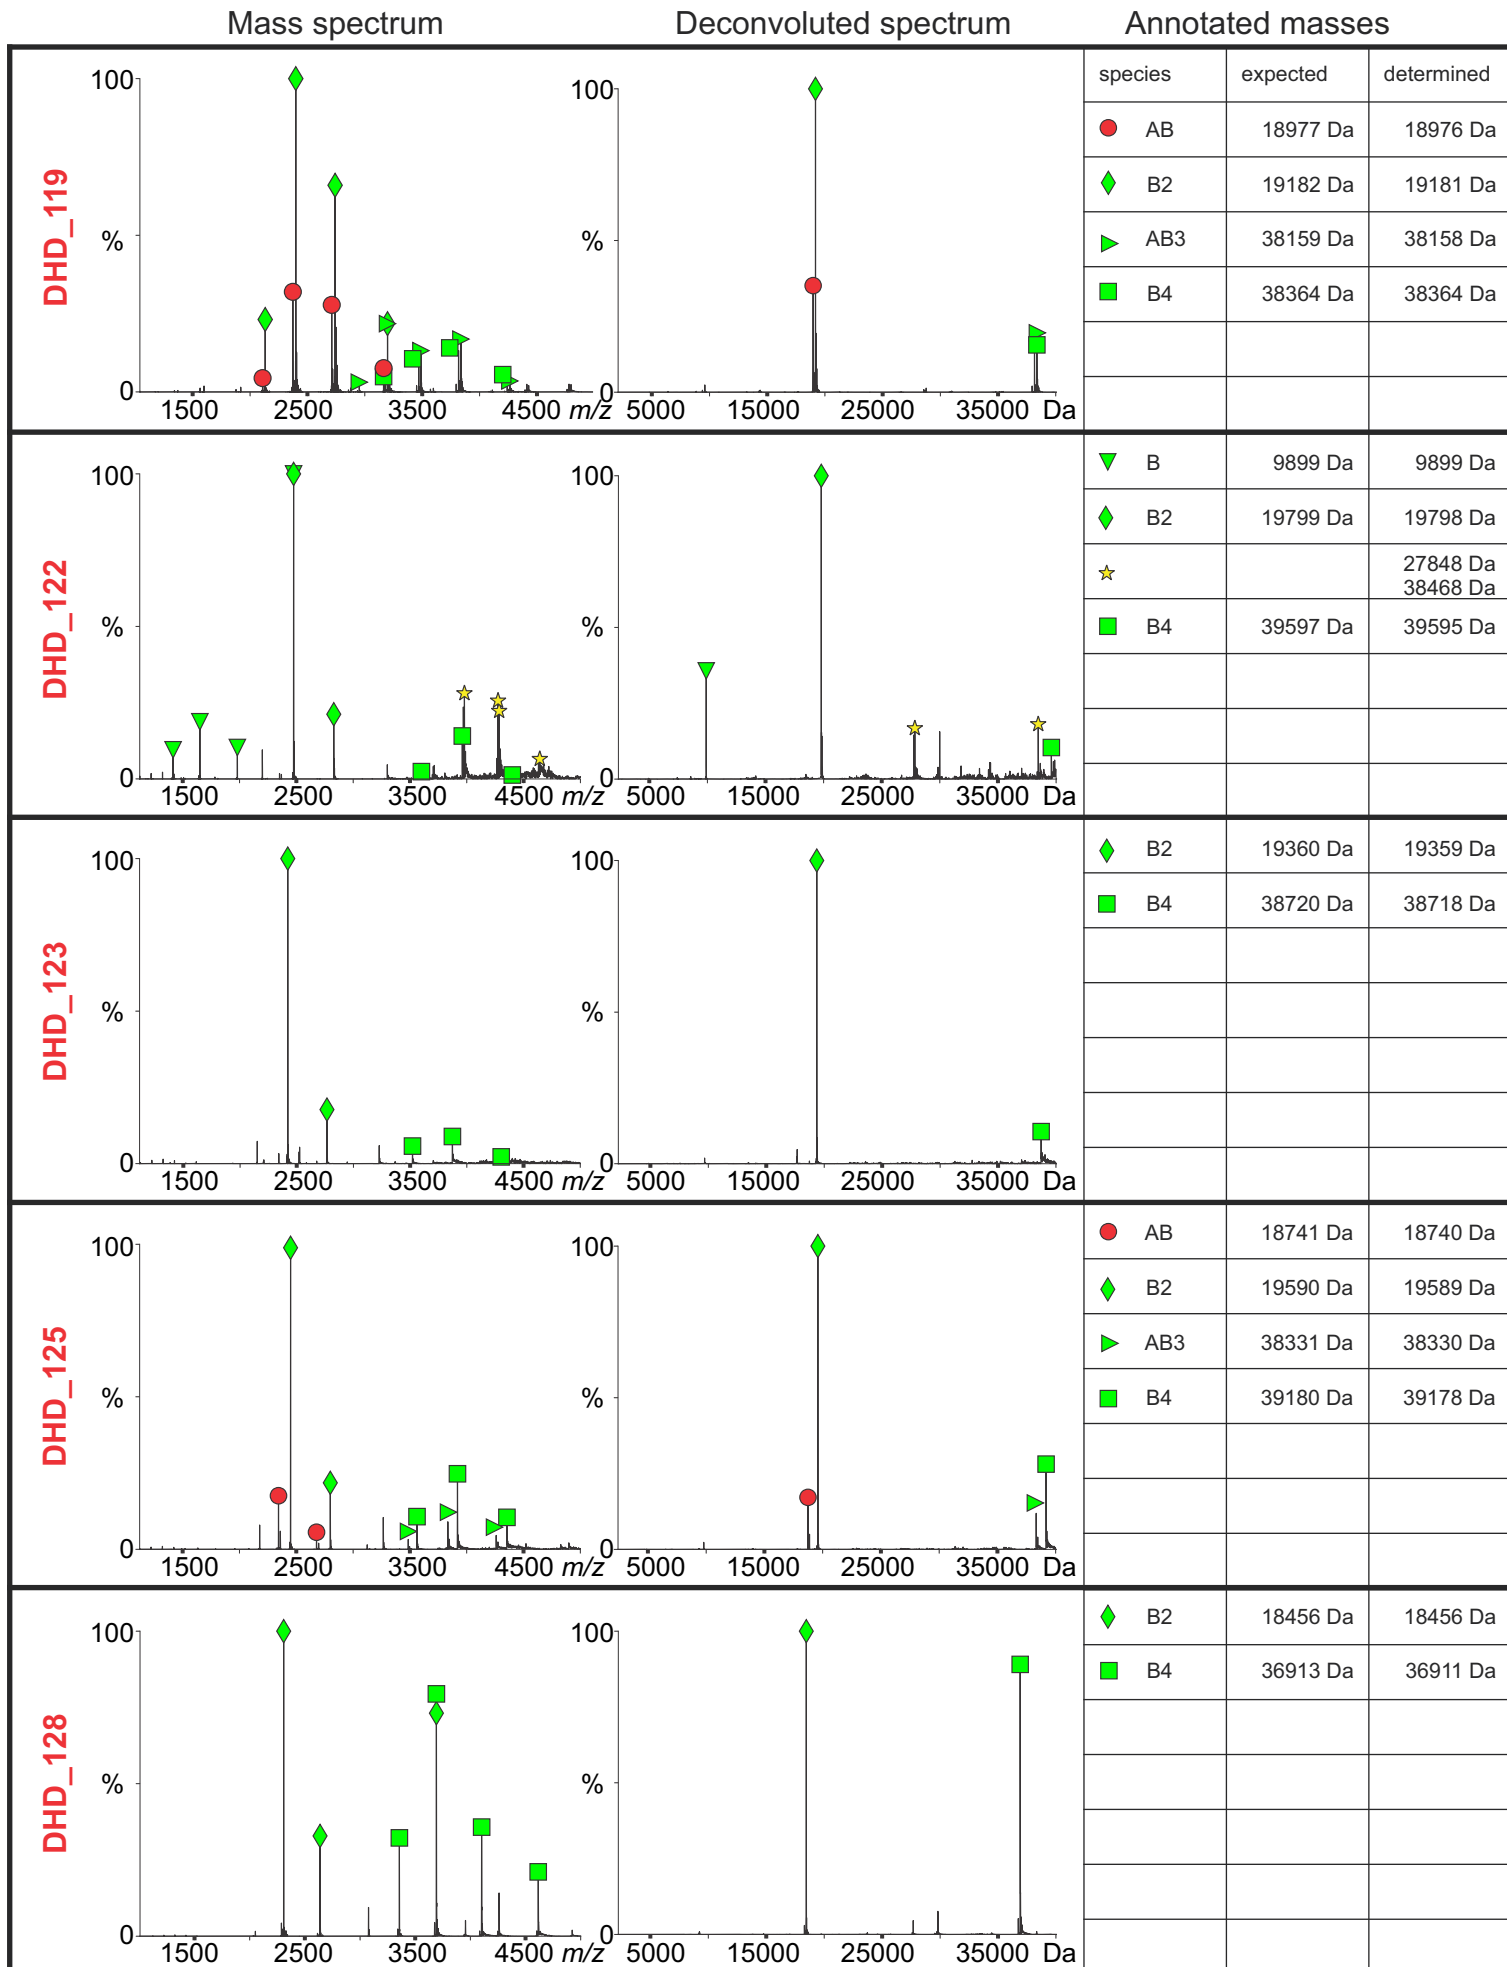 Mass spectrum Deconvoluted spectrum Annotated masses
DHD_119
100
%
0
1500 2500 3500 4500 m/z
100
%
0
5000 15000 25000 35000 Da
species expected determined
AB 18977 Da 18976 Da
B2 19182 Da 19181 Da
AB3 38159 Da 38158 Da
B4 38364 Da 38364 Da
DHD_122
100
%
0
1500 2500 3500 4500 m/z
100
%
0
5000 15000 25000 35000 Da
B 9899 Da 9899 Da
B2 19799 Da 19798 Da
27848 Da
38468 Da
B4 39597 Da 39595 Da
DHD_123
100
%
0
1500 2500 3500 4500 m/z
100
%
0
5000 15000 25000 35000 Da
B2 19360 Da 19359 Da
B4 38720 Da 38718 Da
DHD_125
100
%
0
1500 2500 3500 4500 m/z
100
%
0
5000 15000 25000 35000 Da
AB 18741 Da 18740 Da
B2 19590 Da 19589 Da
AB3 38331 Da 38330 Da
B4 39180 Da 39178 Da
DHD_128
100
%
0
1500 2500 3500 4500 m/z
100
%
0
5000 15000 25000 35000 Da
B2 18456 Da 18456 Da
B4 36913 Da 36911 Da